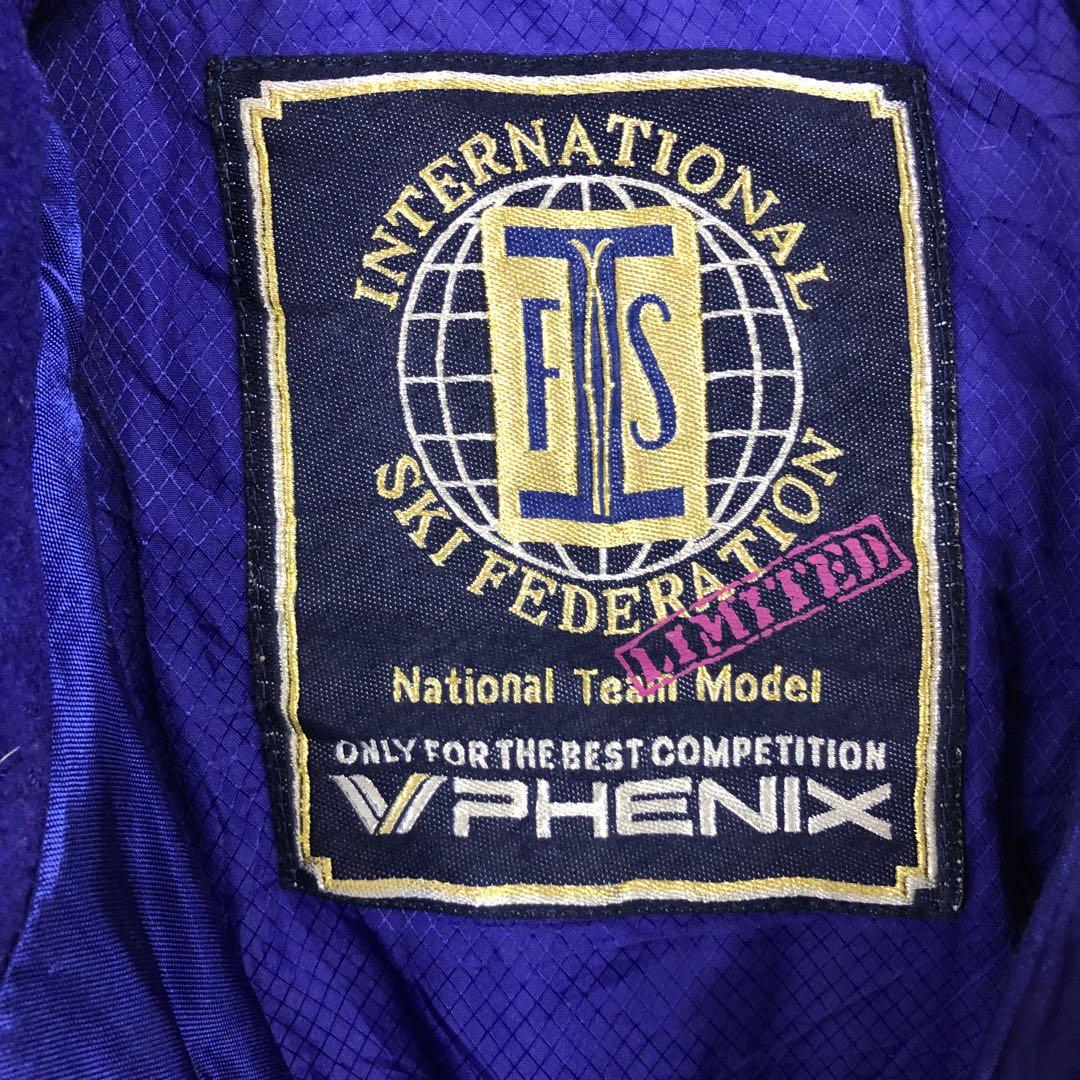 INTERNATIONAL
FIS
SKI FEDERATION
LIMITED
National Team Model
ONLY FOR THE BEST COMPETITION
PHENIX